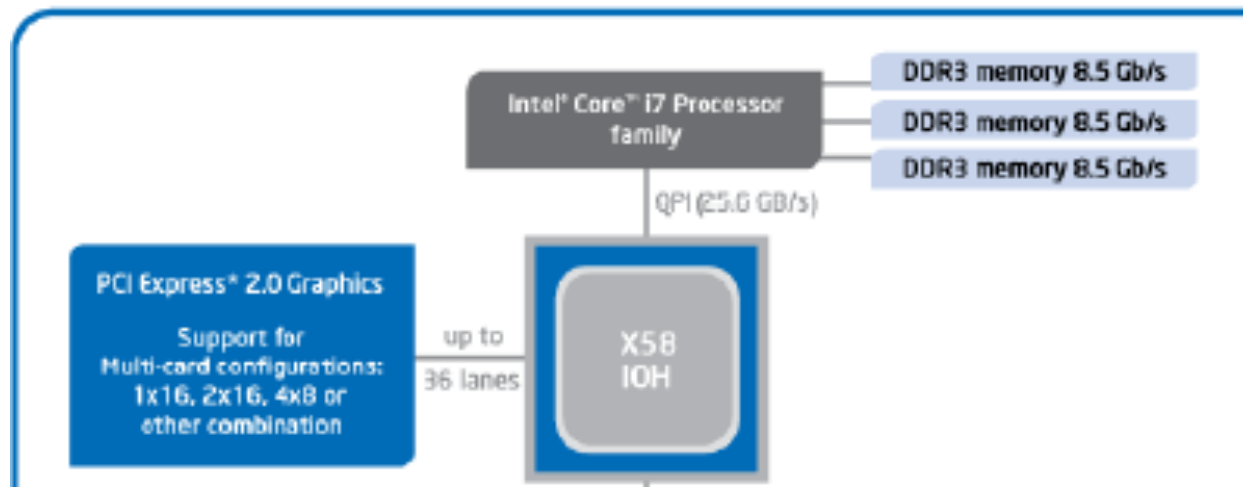 DDR3 memory 8.5 Gb/s
Intel® Core™ i7 Processor
family
DDR3 memory 8.5 Gb/s
DDR3 memory 8.5 Gb/s
QPI (25.6 GB/s)
PCI Express* 2.0 Graphics
Support for
Multi-card configurations:
1x16, 2x16, 4x8 or
other combination
up to
36 lanes
X58
IOH